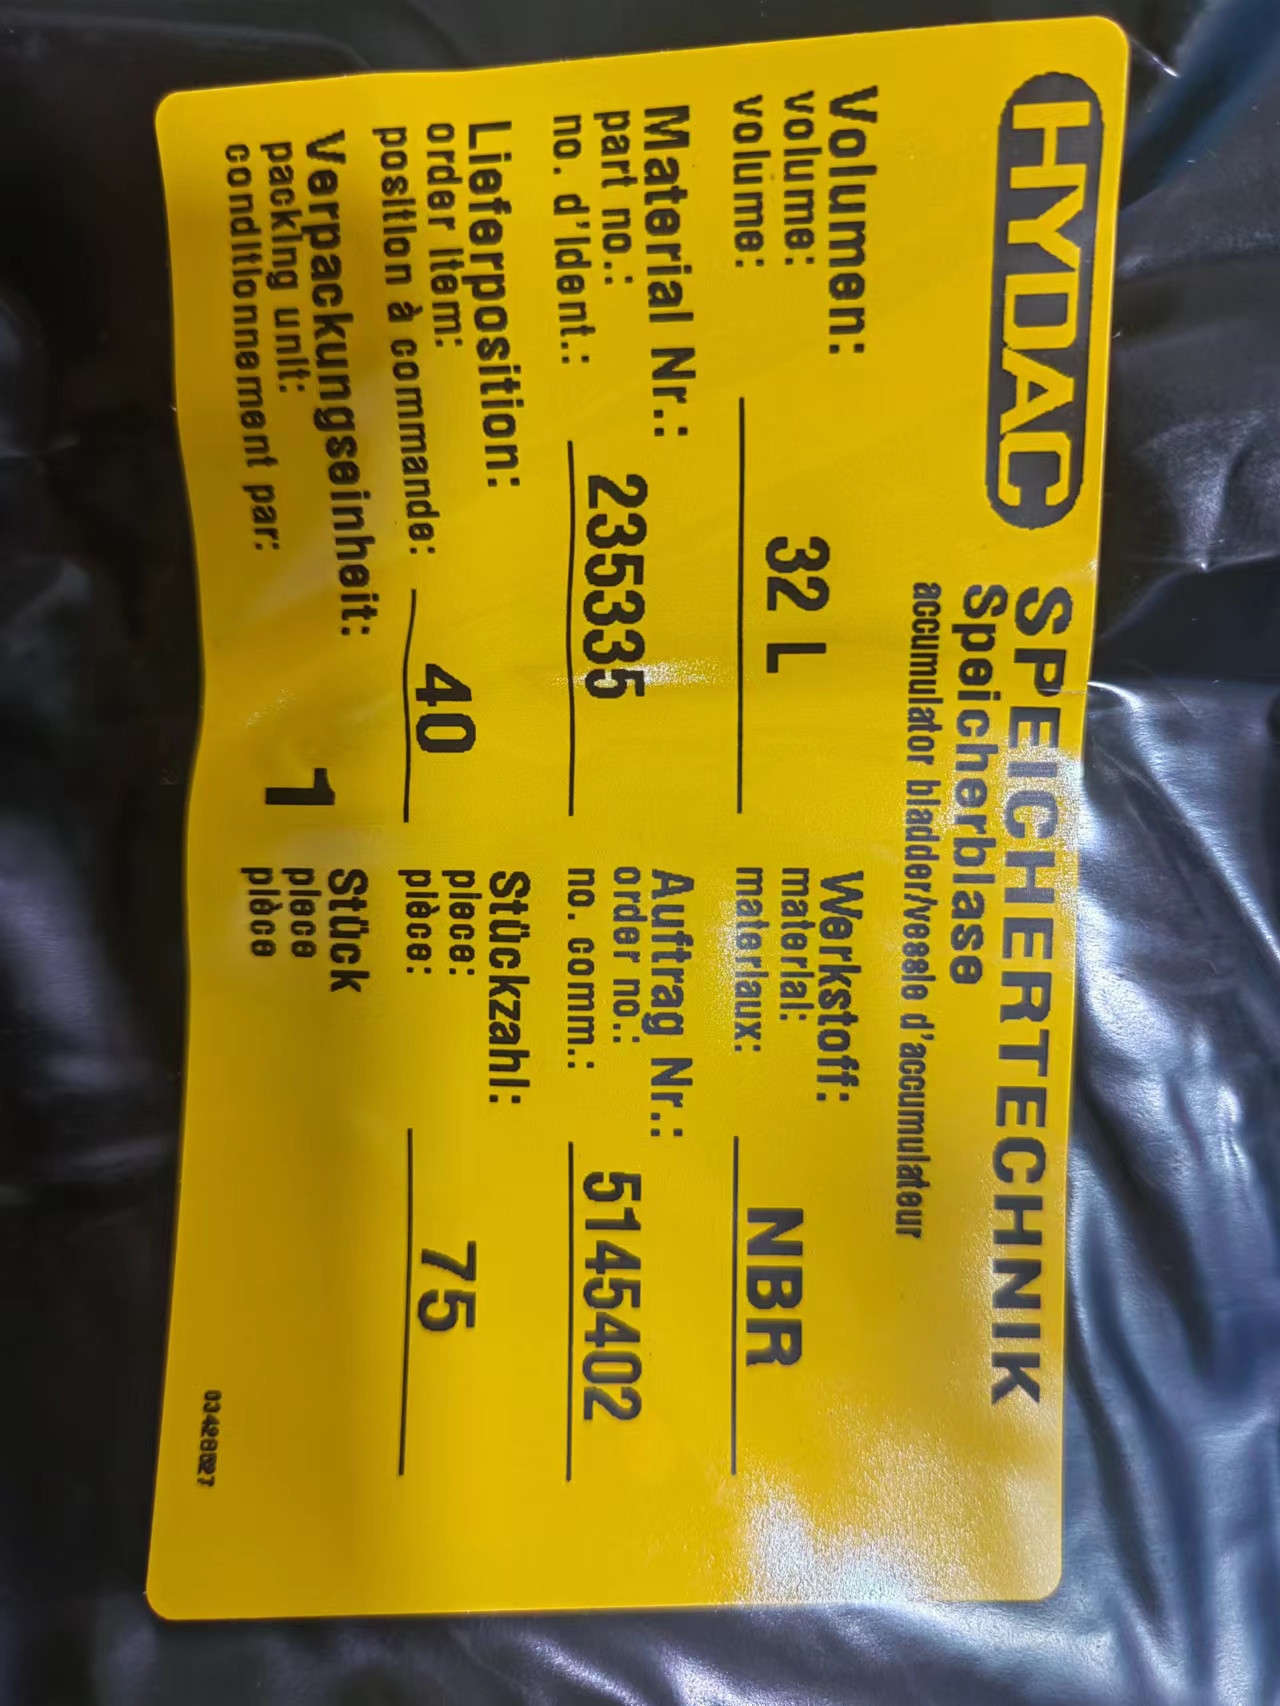 HYDAC
SPEICHERTECHNIK
Speicherblase
accumulator bladder/vessie d'accumulateur
Volumen: 32 L Werkstoff: NBR
volume: material:
volume: materiaux:
Material Nr.: 235335 Auftrag Nr.: 5145402
part no.: order no.:
no. d'ident.: no. comm.:
Lieferposition: 40 Stückzahl: 75
order item: piece:
position à commande: pièce:
Verpackungseinheit: 1 Stück
packing unit: piece
conditionnement par: pièce
03428027